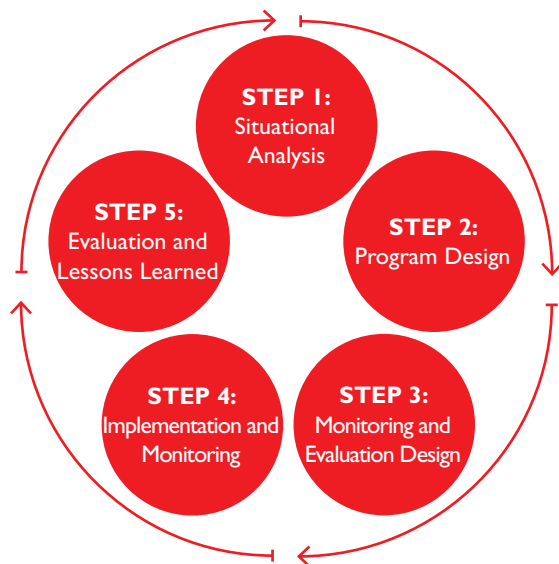 STEP 1:
Situational
Analysis
STEP 2:
Program Design
STEP 3:
Monitoring and
Evaluation Design
STEP 4:
Implementation and
Monitoring
STEP 5:
Evaluation and
Lessons Learned